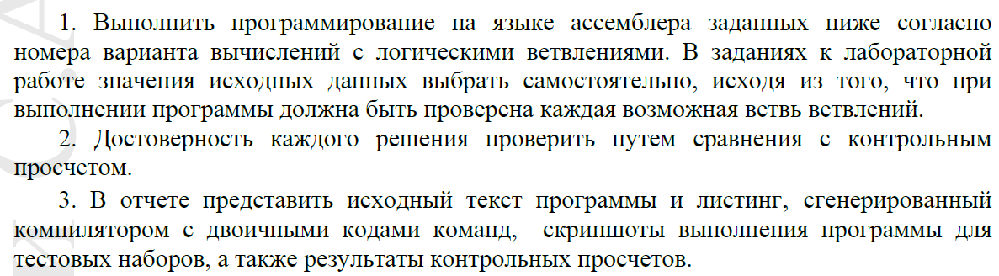 1. Выполнить программирование на языке ассемблера заданных ниже согласно
номера варианта вычислений с логическими ветвлениями. В заданиях к лабораторной
работе значения исходных данных выбрать самостоятельно, исходя из того, что при
выполнении программы должна быть проверена каждая возможная ветвь ветвлений.
2. Достоверность каждого решения проверить путем сравнения с контрольным
просчетом.
3. В отчете представить исходный текст программы и листинг, сгенерированный
компилятором с двоичными кодами команд, скриншоты выполнения программы для
тестовых наборов, а также результаты контрольных просчетов.